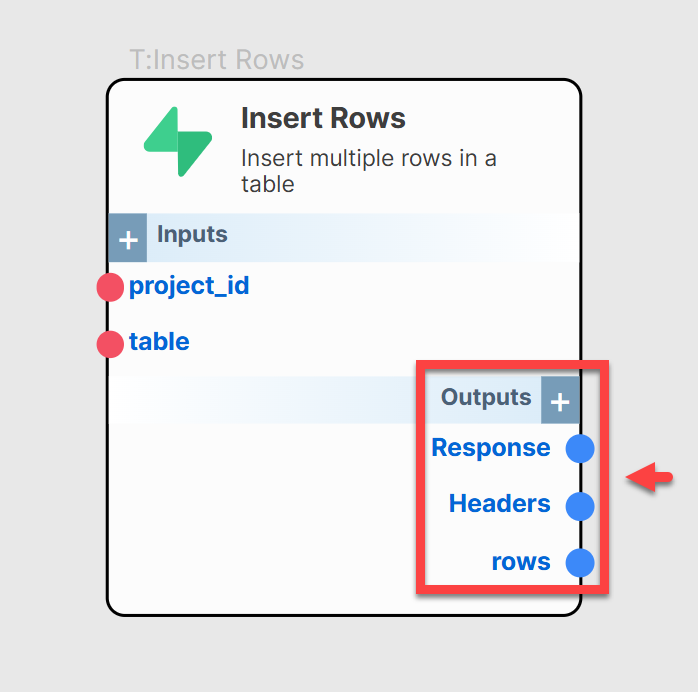 T:Insert Rows
Insert Rows
Insert multiple rows in a
table
+ Inputs
project_id
table
Outputs +
Response
Headers
rows